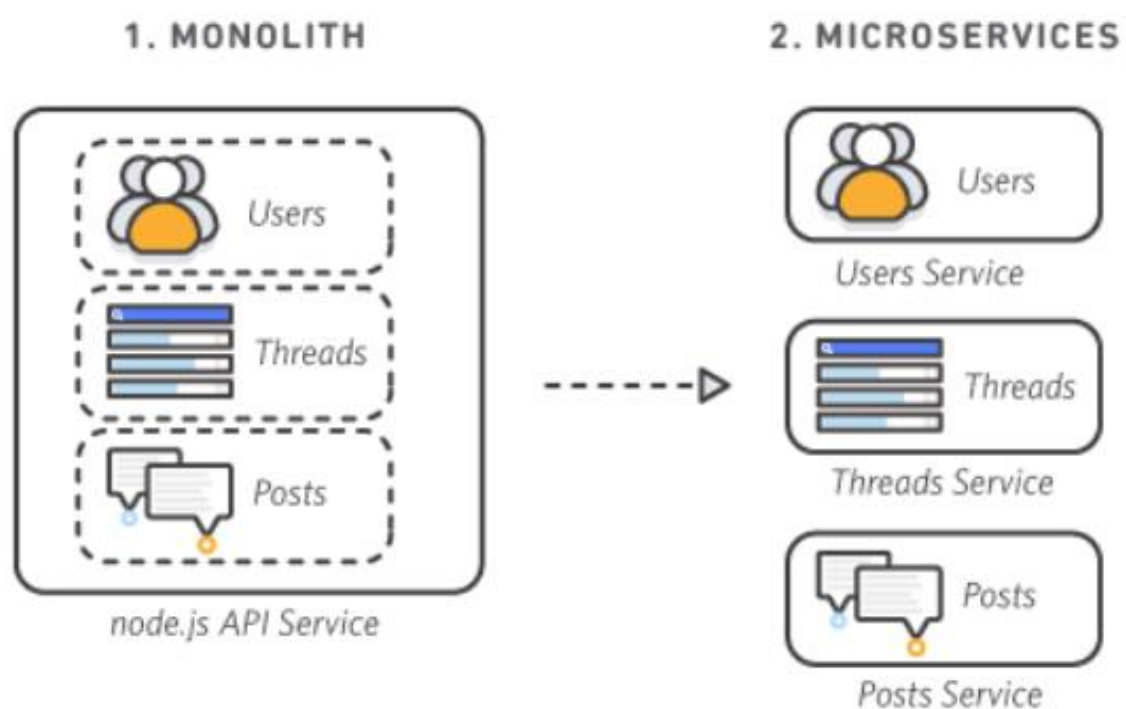 1. MONOLITH
Users
Threads
Posts
node.js API Service
2. MICROSERVICES
Users
Users Service
Threads
Threads Service
Posts
Posts Service